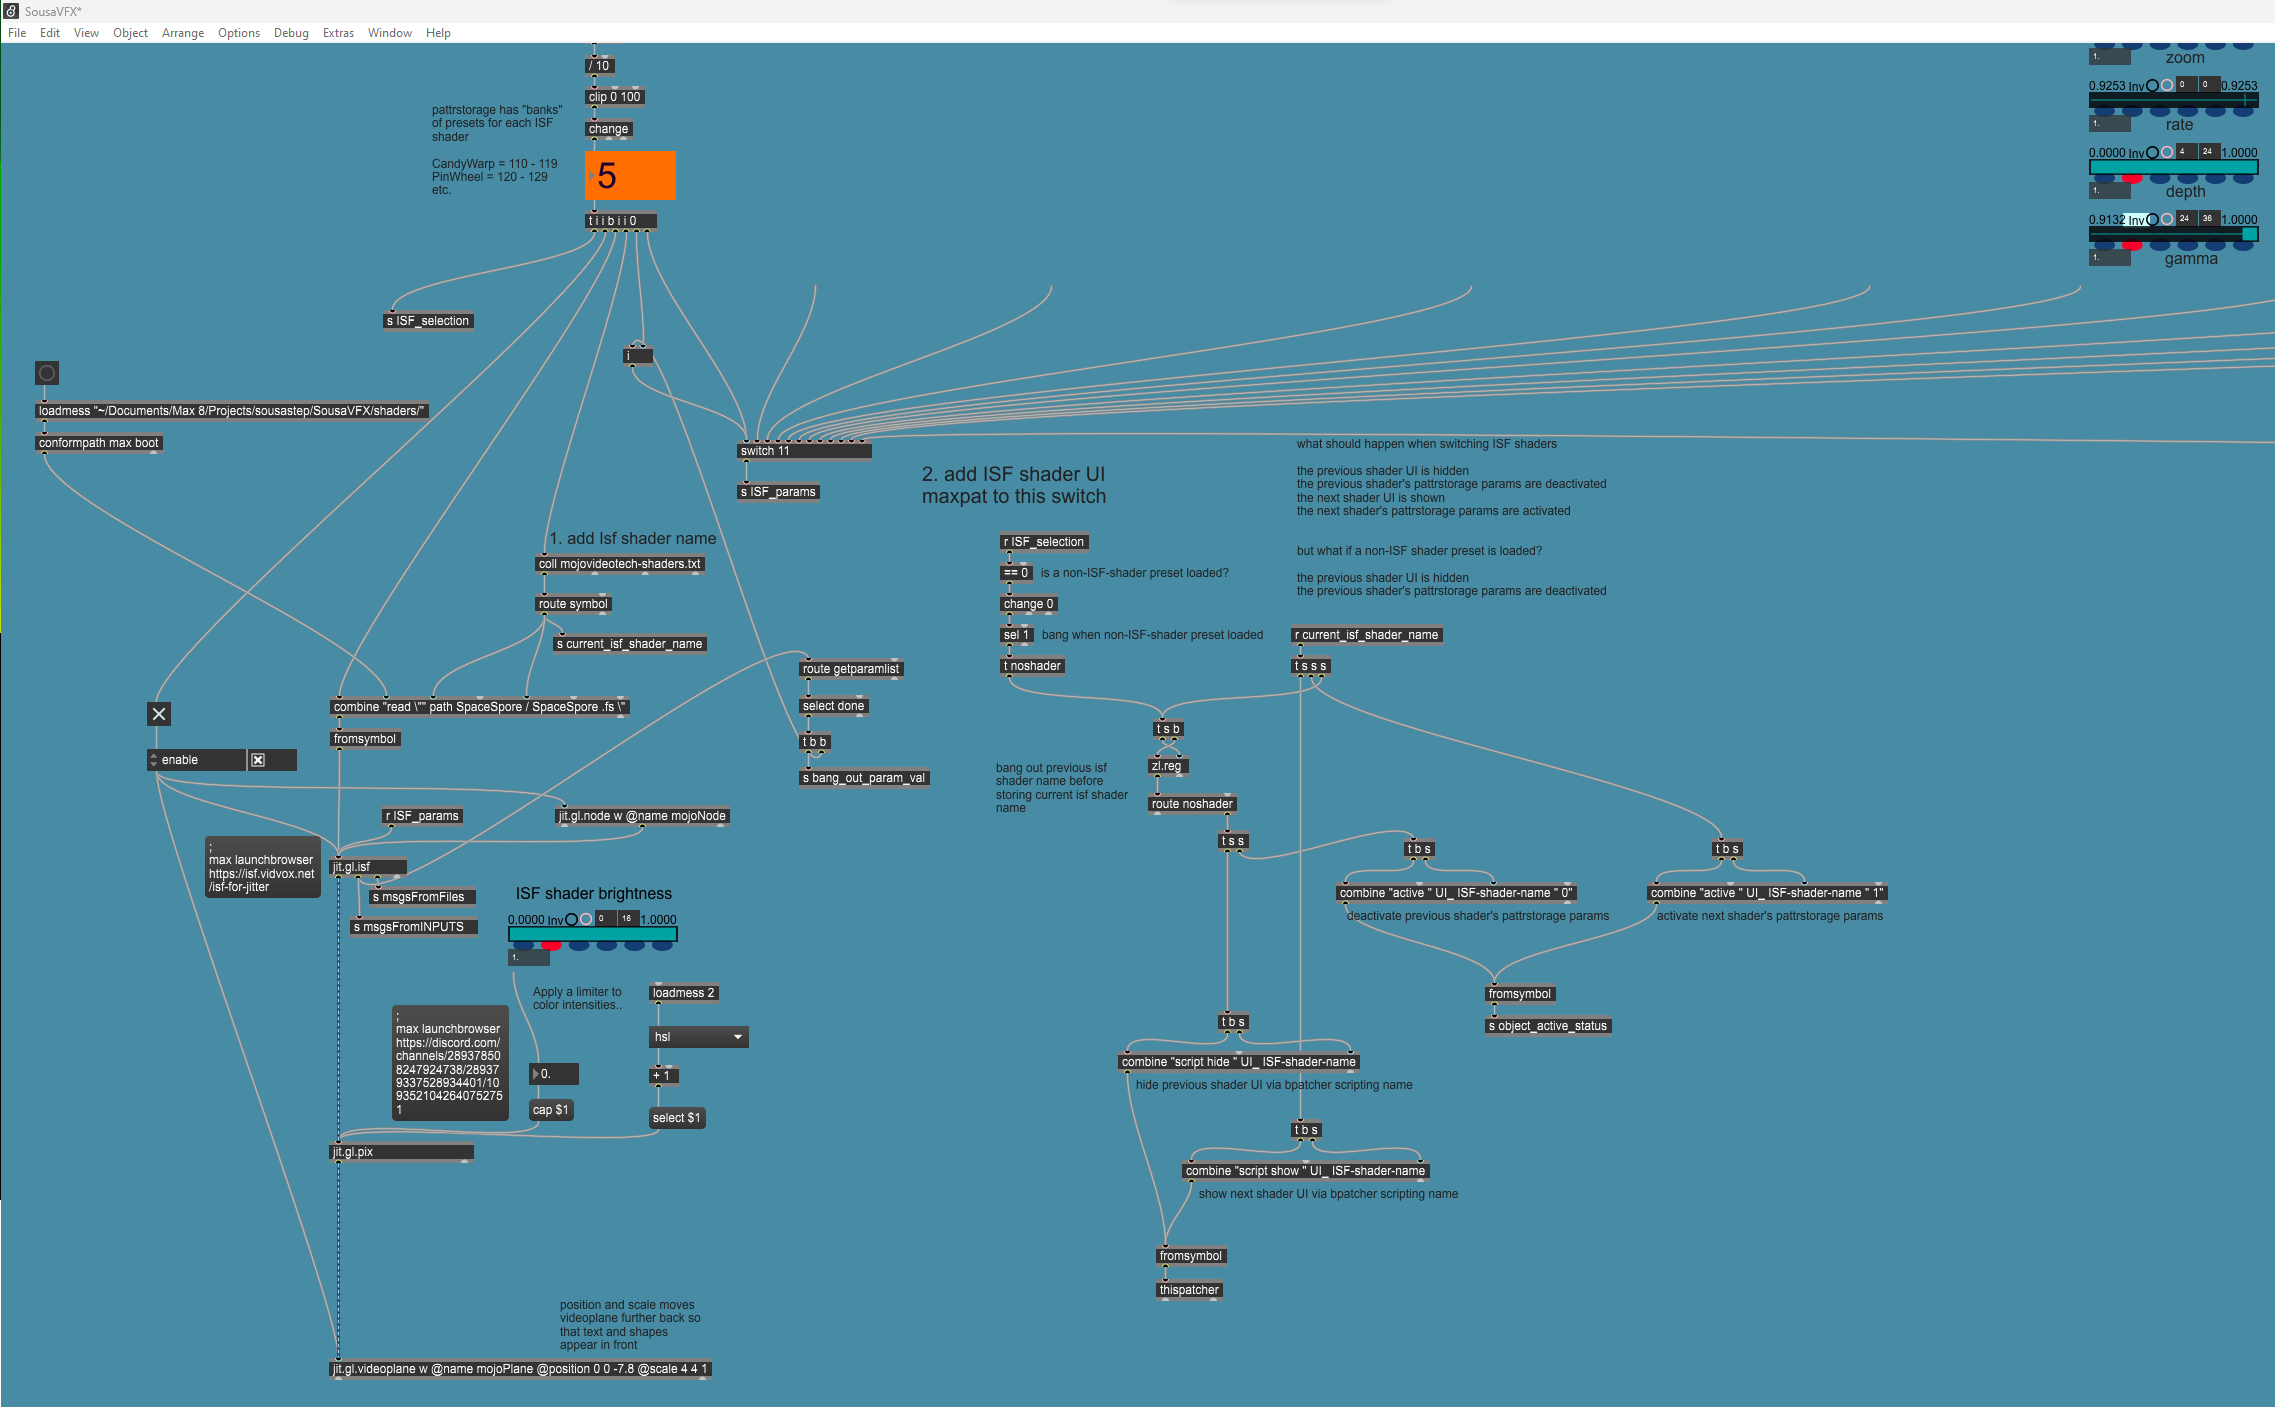 SousaVFX*
File Edit View Object Arrange Options Debug Extras Window Help
/ 10
clip 0 100
change
pattrstorage has "banks"
of presets for each ISF
shader
CandyWarp = 110 - 119
PinWheel = 120 - 129
etc.
5
t i i b i i 0
s ISF_selection
i
loadmess "~/Documents/Max 8/Projects/sousastep/SousaVFX/shaders/"
conformpath max boot
switch 11
s ISF_params
2. add ISF shader UI
maxpat to this switch
1. add Isf shader name
coll mojovideotech-shaders.txt
route symbol
s current_isf_shader_name
combine "read \"" path SpaceSpore / SpaceSpore .fs \"
fromsymbol
enable
r ISF_params
jit.gl.node w @name mojoNode
;
max launchbrowser
https://isf.vidvox.net
/isf-for-jitter
jit.gl.isf
s msgsFromFiles
s msgsFromINPUTS
route getparamlist
select done
t b b
s bang_out_param_val
ISF shader brightness
0.0000 Inv 0 16 1.0000
1.
Apply a limiter to
color intensities..
loadmess 2
hsl
+ 1
select $1
0.
cap $1
;
max launchbrowser
https://discord.com/
channels/28937850
8247924738/28937
9337528934401/10
9352104264075275
1
jit.gl.pix
position and scale moves
videoplane further back so
that text and shapes
appear in front
jit.gl.videoplane w @name mojoPlane @position 0 0 -7.8 @scale 4 4 1
what should happen when switching ISF shaders
the previous shader UI is hidden
the previous shader's pattrstorage params are deactivated
the next shader UI is shown
the next shader's pattrstorage params are activated
but what if a non-ISF shader preset is loaded?
the previous shader UI is hidden
the previous shader's pattrstorage params are deactivated
r ISF_selection
== 0
is a non-ISF-shader preset loaded?
change 0
sel 1
bang when non-ISF-shader preset loaded
t noshader
r current_isf_shader_name
t s s s
t s b
zl.reg
bang out previous isf
shader name before
storing current isf shader
name
route noshader
t s s
t b s
combine "active " UI_ ISF-shader-name " 0"
deactivate previous shader's pattrstorage params
t b s
combine "active " UI_ ISF-shader-name " 1"
activate next shader's pattrstorage params
fromsymbol
s object_active_status
t b s
combine "script hide " UI_ ISF-shader-name
hide previous shader UI via bpatcher scripting name
t b s
combine "script show " UI_ ISF-shader-name
show next shader UI via bpatcher scripting name
fromsymbol
thispatcher
1.
zoom
0.9253 Inv 0 0 0.9253
1.
rate
0.0000 Inv 4 24 1.0000
1.
depth
0.9132 Inv 24 36 1.0000
1.
gamma